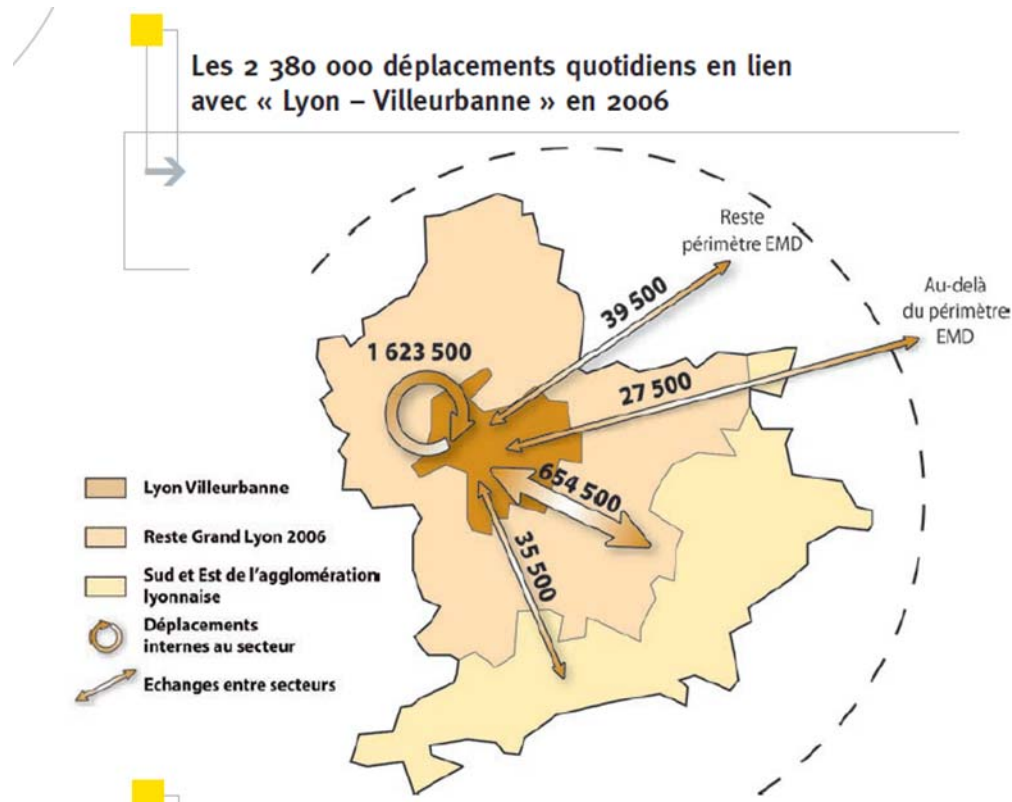 Les 2 380 000 déplacements quotidiens en lien
avec « Lyon – Villeurbanne » en 2006
Reste
périmètre EMD
Au-delà
du périmètre
EMD
39 500
1 623 500
27 500
654 500
35 500
Lyon Villeurbanne
Reste Grand Lyon 2006
Sud et Est de l'agglomération
lyonnaise
Déplacements
internes au secteur
Echanges entre secteurs